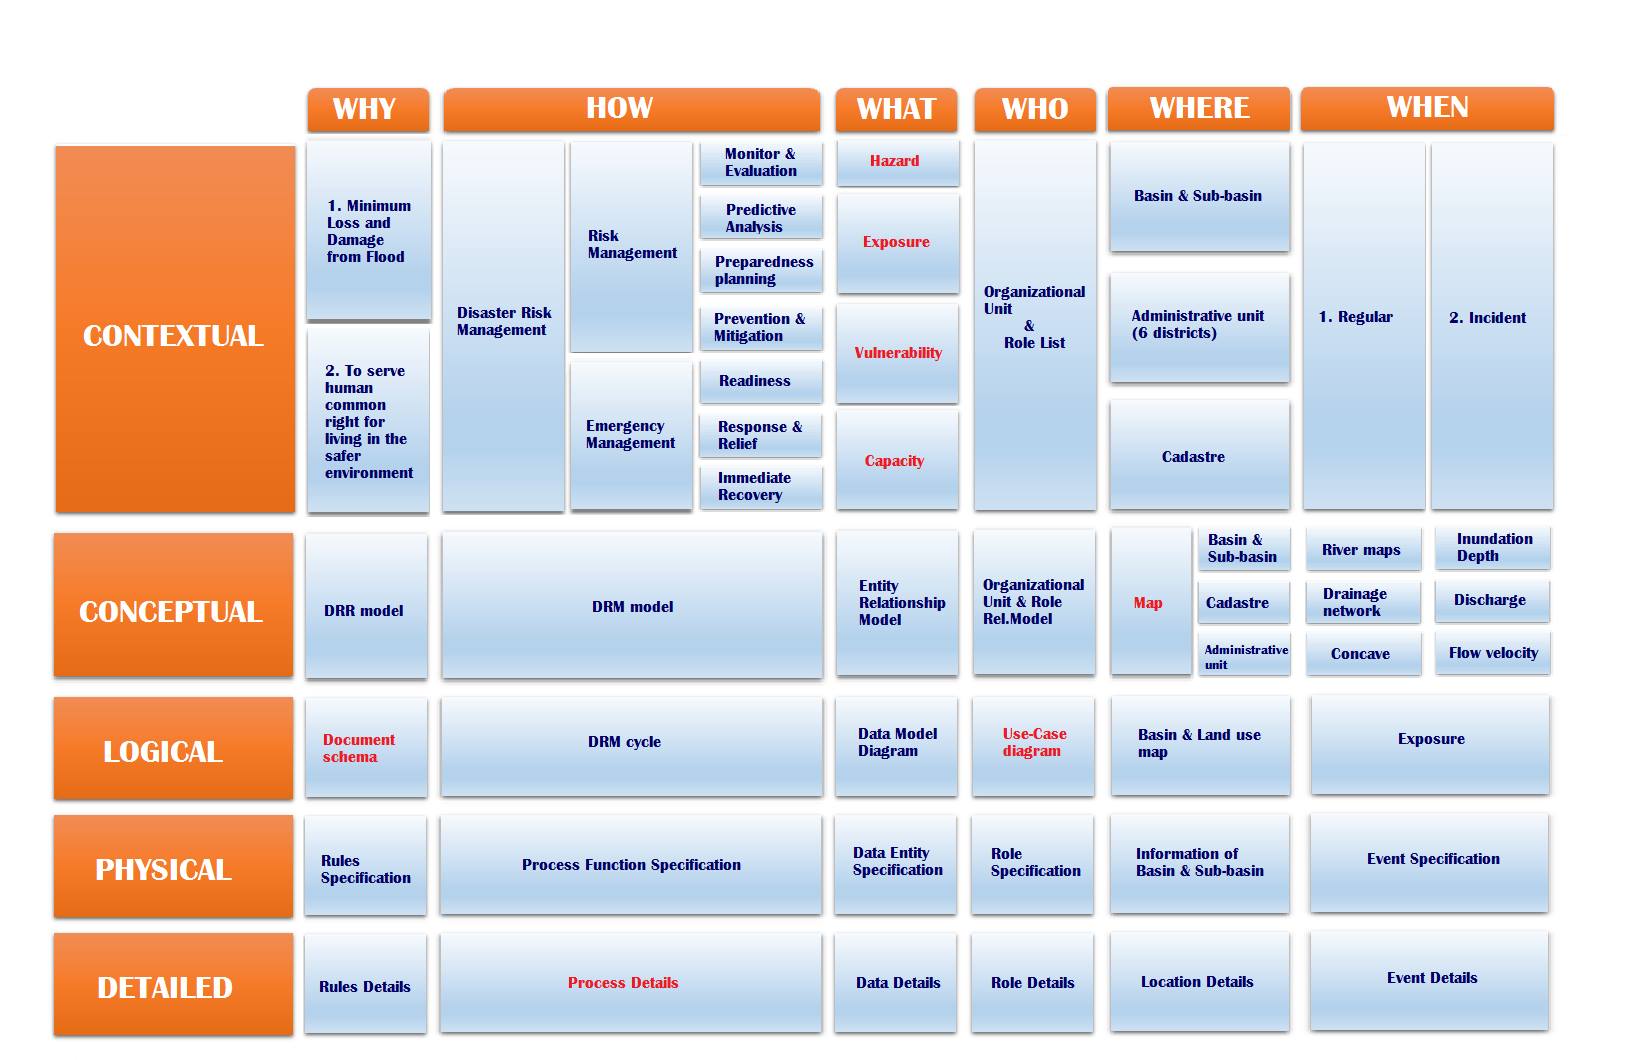 WHY
HOW
WHAT
WHO
WHERE
WHEN
CONTEXTUAL
1. Minimum
Loss and
Damage
from Flood
2. To serve
human
common
right for
living in the
safer
environment
Disaster Risk
Management
Risk
Management
Emergency
Management
Monitor &
Evaluation
Predictive
Analysis
Preparedness
planning
Prevention &
Mitigation
Readiness
Response &
Relief
Immediate
Recovery
Hazard
Exposure
Vulnerability
Capacity
Organizational
Unit
&
Role List
Basin & Sub-basin
Administrative unit
(6 districts)
Cadastre
1. Regular
2. Incident
CONCEPTUAL
DRR model
DRM model
Entity
Relationship
Model
Organizational
Unit & Role
Rel.Model
Map
Basin &
Sub-basin
Cadastre
Administrative
unit
River maps
Drainage
network
Concave
Inundation
Depth
Discharge
Flow velocity
LOGICAL
Document
schema
DRM cycle
Data Model
Diagram
Use-Case
diagram
Basin & Land use
map
Exposure
PHYSICAL
Rules
Specification
Process Function Specification
Data Entity
Specification
Role
Specification
Information of
Basin & Sub-basin
Event Specification
DETAILED
Rules Details
Process Details
Data Details
Role Details
Location Details
Event Details